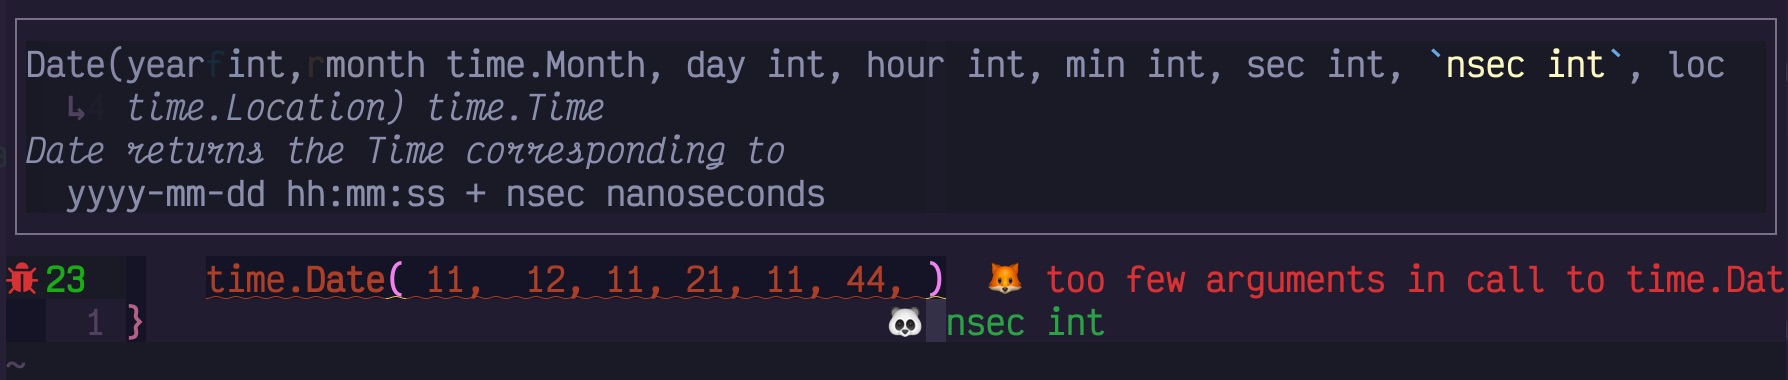 Date(year int, month time.Month, day int, hour int, min int, sec int, `nsec int`, loc
↳ time.Location) time.Time
Date returns the Time corresponding to
yyyy-mm-dd hh:mm:ss + nsec nanoseconds
23 time.Date( 11,  12, 11, 21, 11, 44, ) 🦊 too few arguments in call to time.Dat
1 } 🐼 nsec int
~